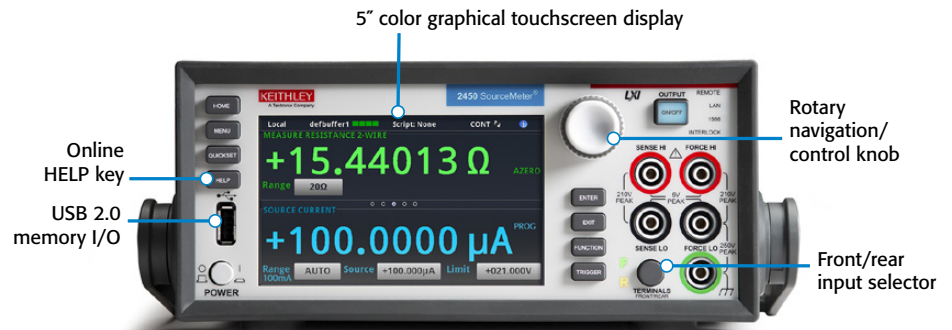 5″ color graphical touchscreen display
KEITHLEY
A Tektronix Company
2450 SourceMeter®
LXI
OUTPUT
ON/OFF
REMOTE
LAN
1588
INTERLOCK
HOME
MENU
QUICKSET
HELP
Online
HELP key
USB 2.0
memory I/O
POWER
Local defbuffer1 Script: None CONT
MEASURE RESISTANCE 2-WIRE
+15.44013 Ω
AZERO
Range 20Ω
SOURCE CURRENT
+100.0000 µA
PROG
Range 100mA AUTO Source +100.000µA Limit +021.000V
Rotary
navigation/
control knob
SENSE HI FORCE HI
ENTER
EXIT
FUNCTION
TRIGGER
210V
PEAK
5V
PEAK
210V
PEAK
SENSE LO FORCE LO
250V
PEAK
F
R
TERMINALS
FRONT/REAR
Front/rear
input selector